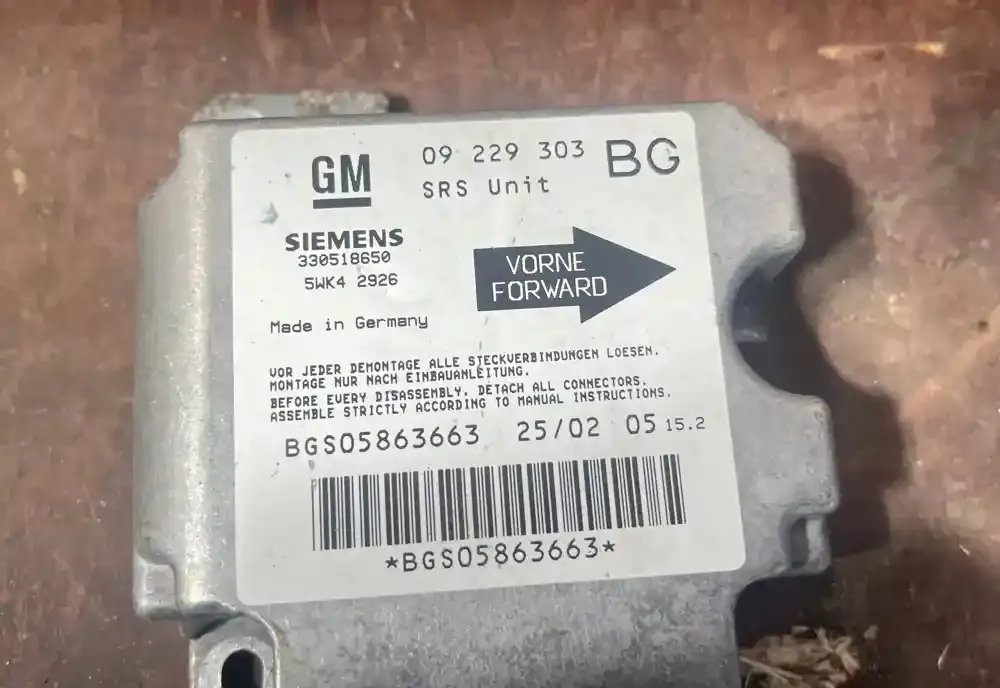 GM
09 229 303 BG
SRS Unit
SIEMENS
330518650
5WK4 2926
VORNE
FORWARD
Made in Germany
VOR JEDER DEMONTAGE ALLE STECKVERBINDUNGEN LOESEN.
MONTAGE NUR NACH EINBAUANLEITUNG.
BEFORE EVERY DISASSEMBLY, DETACH ALL CONNECTORS.
ASSEMBLE STRICTLY ACCORDING TO MANUAL INSTRUCTIONS.
BGS05863663 25/02 05 15.2
*BGS05863663*